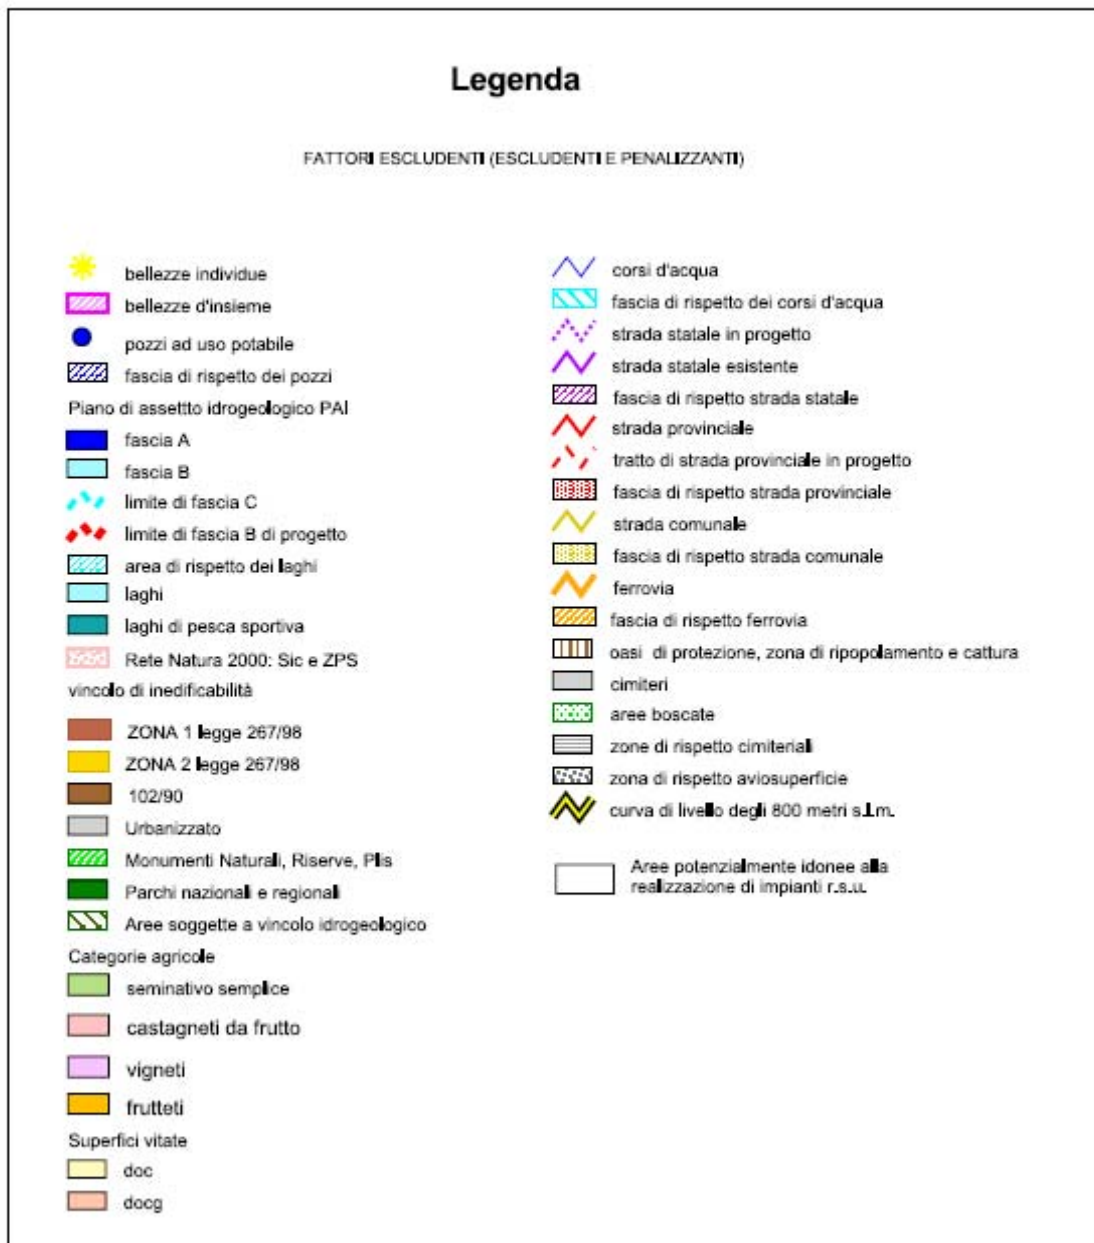 Legenda
FATTORI ESCLUDENTI (ESCLUDENTI E PENALIZZANTI)
bellezze individue
bellezze d'insieme
pozzi ad uso potabile
fascia di rispetto dei pozzi
Piano di assettto idrogeologico PAI
fascia A
fascia B
limite di fascia C
limite di fascia B di progetto
area di rispetto dei laghi
laghi
laghi di pesca sportiva
Rete Natura 2000: Sic e ZPS
vincolo di inedificabilità
ZONA 1 legge 267/98
ZONA 2 legge 267/98
102/90
Urbanizzato
Monumenti Naturali, Riserve, Plis
Parchi nazionali e regionali
Aree soggette a vincolo idrogeologico
Categorie agricole
seminativo semplice
castagneti da frutto
vigneti
frutteti
Superfici vitate
doc
docg
corsi d'acqua
fascia di rispetto dei corsi d'acqua
strada statale in progetto
strada statale esistente
fascia di rispetto strada statale
strada provinciale
tratto di strada provinciale in progetto
fascia di rispetto strada provinciale
strada comunale
fascia di rispetto strada comunale
ferrovia
fascia di rispetto ferrovia
oasi di protezione, zona di ripopolamento e cattura
cimiteri
aree boscate
zone di rispetto cimiteriali
zona di rispetto aviosuperficie
curva di livello degli 800 metri s.l.m.
Aree potenzialmente idonee alla
realizzazione di impianti r.s.u.